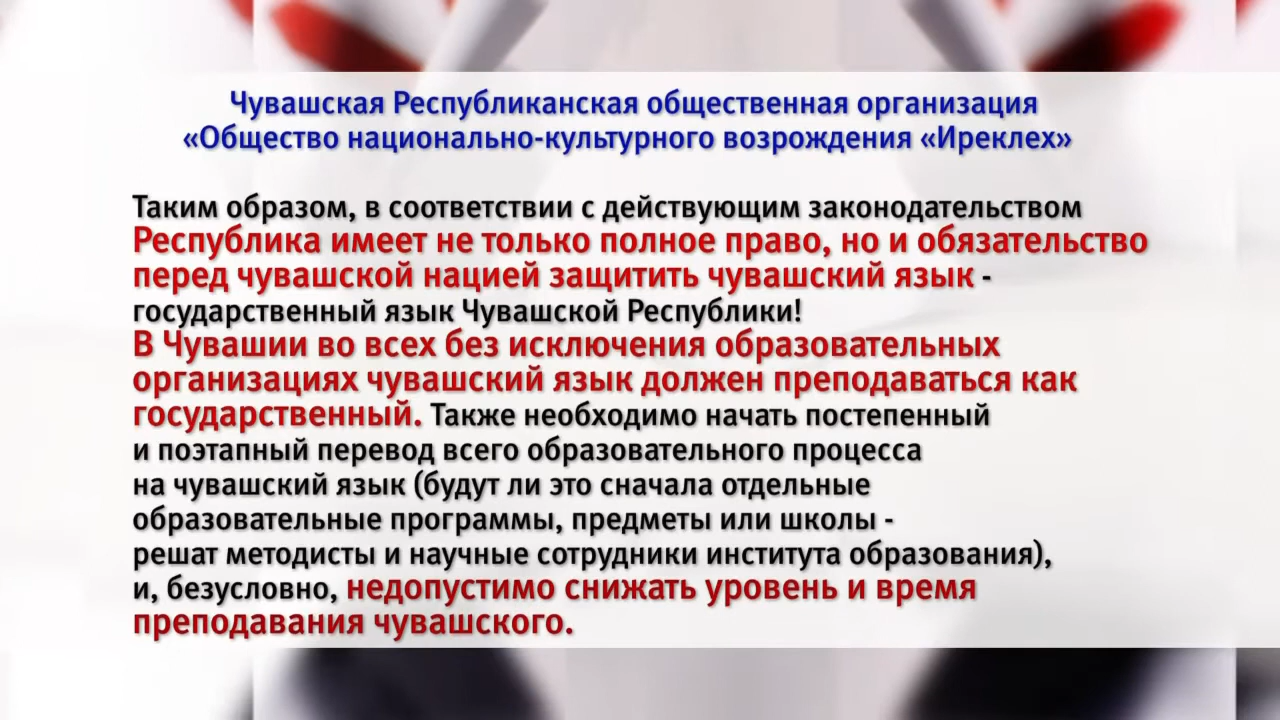 Чувашская Республиканская общественная организация
«Общество национально-культурного возрождения «Иреклех»
Таким образом, в соответствии с действующим законодательством
Республика имеет не только полное право, но и обязательство
перед чувашской нацией защитить чувашский язык -
государственный язык Чувашской Республики!
В Чувашии во всех без исключения образовательных
организациях чувашский язык должен преподаваться как
государственный. Также необходимо начать постепенный
и поэтапный перевод всего образовательного процесса
на чувашский язык (будут ли это сначала отдельные
образовательные программы, предметы или школы -
решат методисты и научные сотрудники института образования),
и, безусловно, недопустимо снижать уровень и время
преподавания чувашского.